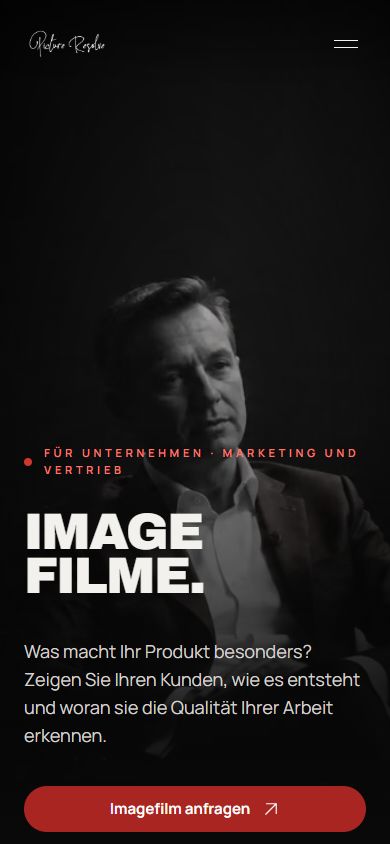 Picture Resolve
FÜR UNTERNEHMEN · MARKETING UND
VERTRIEB
IMAGE
FILME.
Was macht Ihr Produkt besonders?
Zeigen Sie Ihren Kunden, wie es entsteht
und woran sie die Qualität Ihrer Arbeit
erkennen.
Imagefilm anfragen